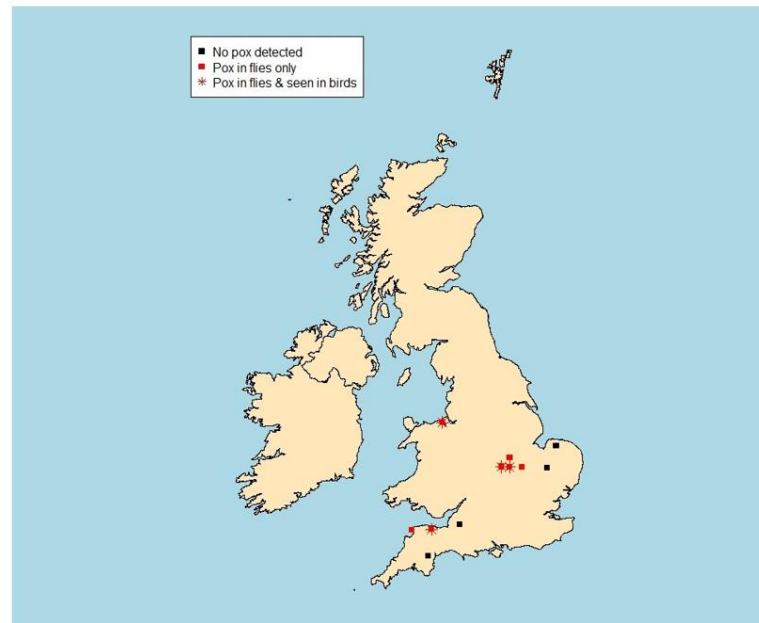 No pox detected
Pox in flies only
Pox in flies & seen in birds